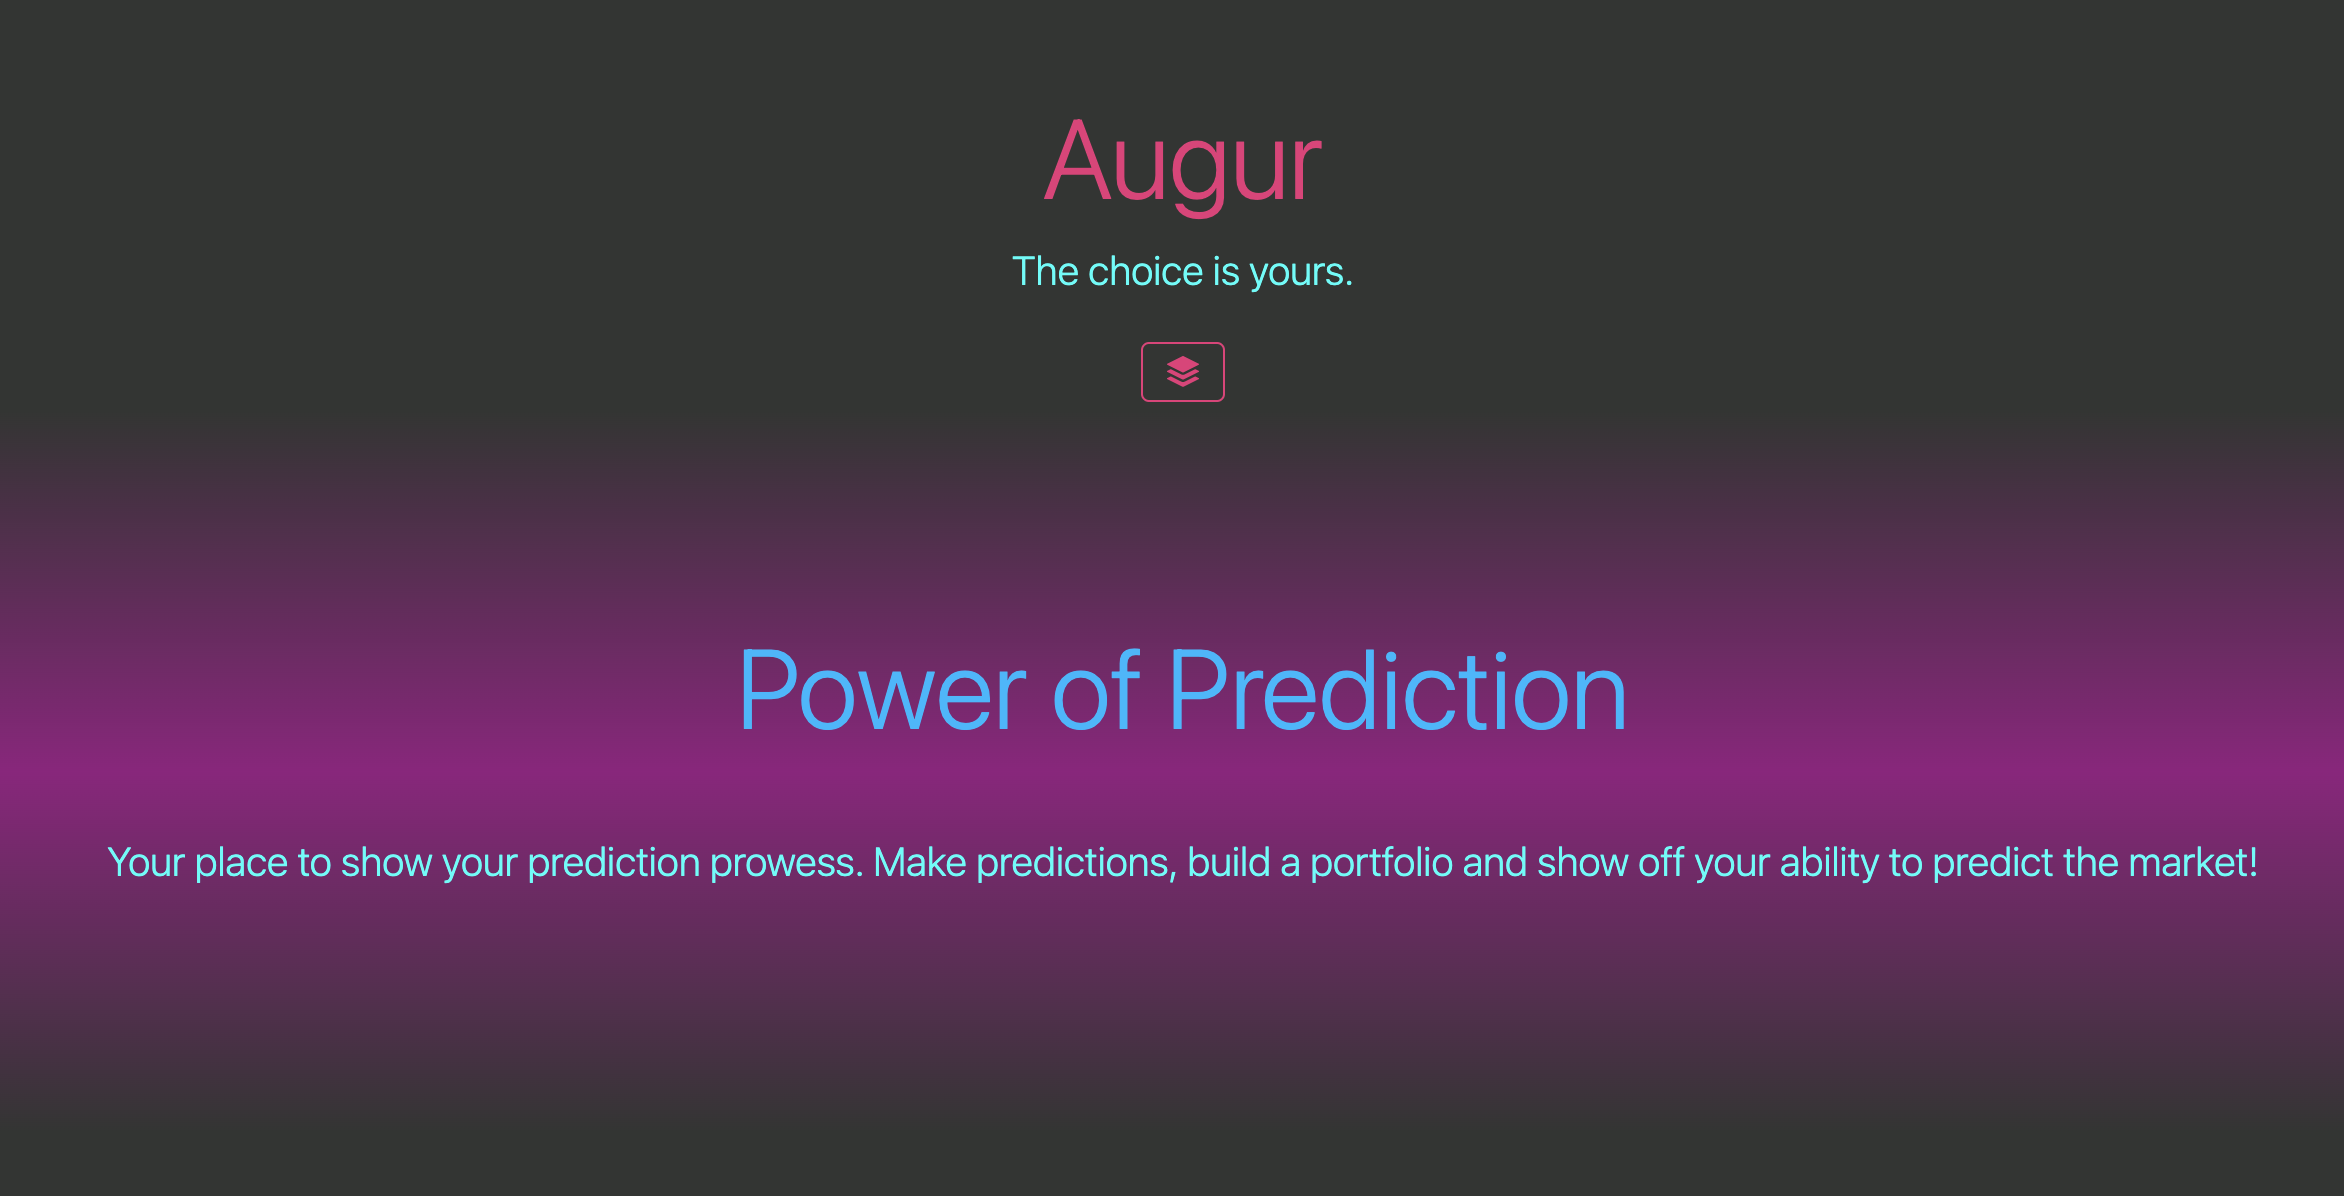 Augur
The choice is yours.
Power of Prediction
Your place to show your prediction prowess. Make predictions, build a portfolio and show off your ability to predict the market!